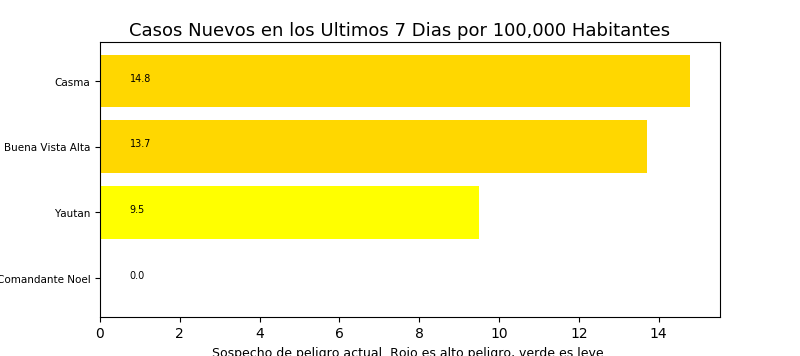 Casos Nuevos en los Ultimos 7 Dias por 100,000 Habitantes
Casma 14.8
Buena Vista Alta 13.7
Yautan 9.5
Comandante Noel 0.0
0 2 4 6 8 10 12 14
Sospecho de peligro actual. Rojo es alto peligro, verde es leve